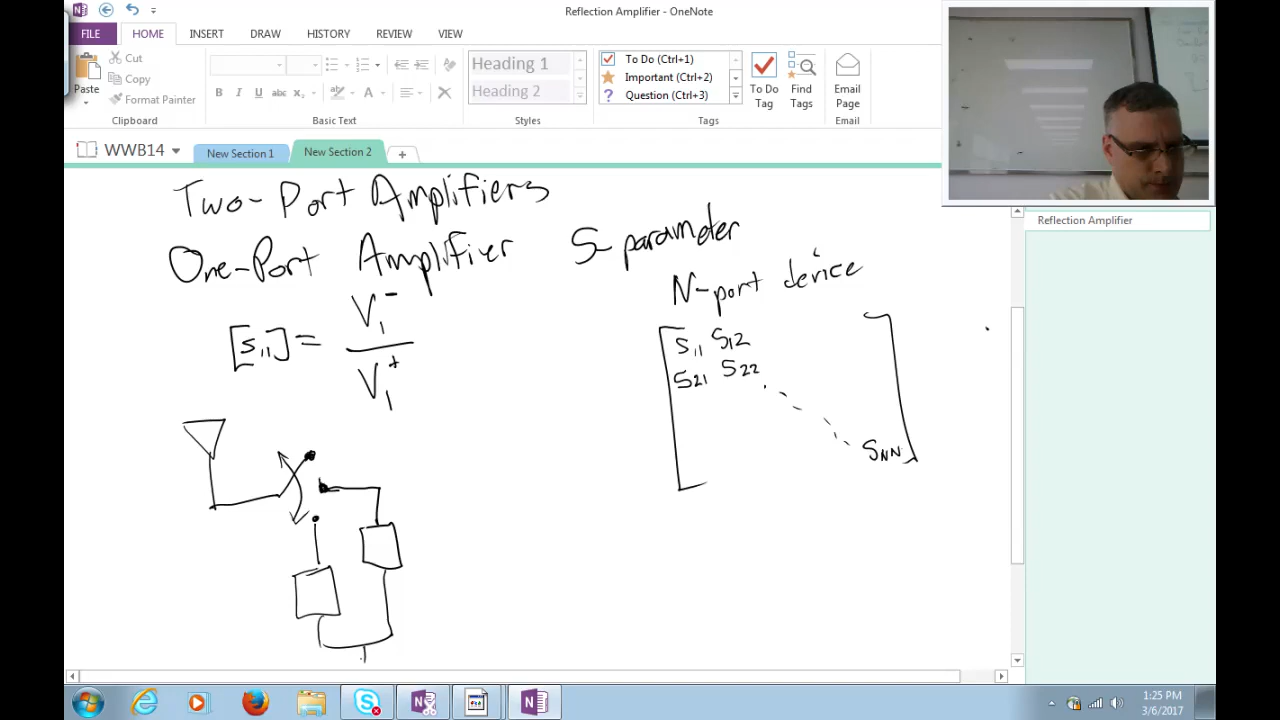 Reflection Amplifier - OneNote
FILE HOME INSERT DRAW HISTORY REVIEW VIEW
Paste
Cut
Copy
Format Painter
Clipboard
B I U abc X₂ A
Basic Text
Heading 1
Heading 2
Styles
To Do (Ctrl+1)
Important (Ctrl+2)
Question (Ctrl+3)
To Do Tag
Find Tags
Tags
Email Page
Email
WWB14 New Section 1 New Section 2 +
Reflection Amplifier
Two-Port Amplifiers
One-Port Amplifier S-parameter
N-port device
[S₁₁] = V₁⁻ / V₁⁺
S₁₁ S₁₂
S₂₁ S₂₂
S_NN
1:25 PM
3/6/2017